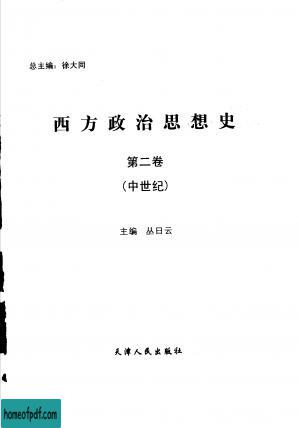 总主编：徐大同
西方政治思想史
第二卷
（中世纪）
主编 丛日云
天津人民出版社
homeofpdf.com